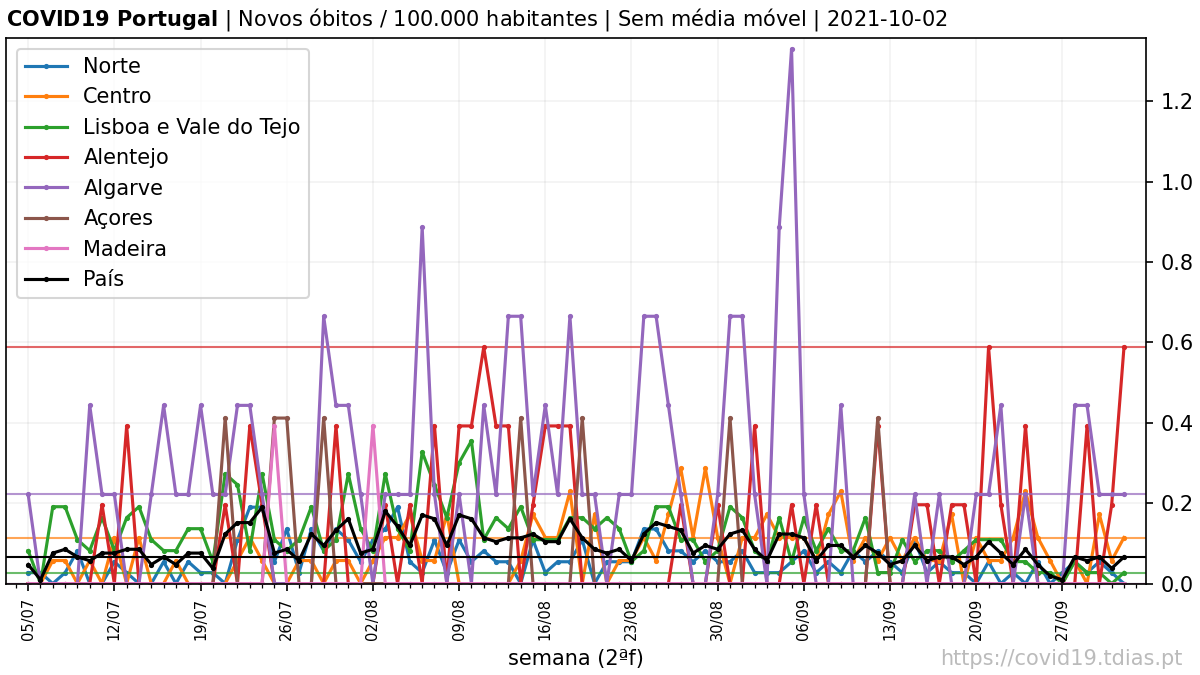 COVID19 Portugal | Novos óbitos / 100.000 habitantes | Sem média móvel | 2021-10-02
Norte
Centro
Lisboa e Vale do Tejo
Alentejo
Algarve
Açores
Madeira
País
1.2
1.0
0.8
0.6
0.4
0.2
0.0
05/07
12/07
19/07
26/07
02/08
09/08
16/08
23/08
30/08
06/09
13/09
20/09
27/09
semana (2ªf)
https://covid19.tdias.pt